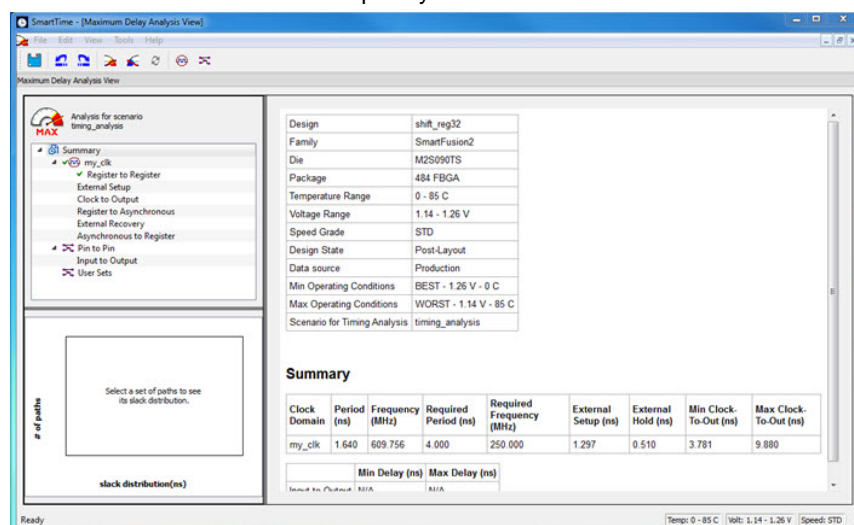 SmartTime - [Maximum Delay Analysis View]
File Edit View Tools Help
Maximum Delay Analysis View
Analysis for scenario
timing_analysis
MAX
Summary
my_clk
Register to Register
External Setup
Clock to Output
Register to Asynchronous
External Recovery
Asynchronous to Register
Pin to Pin
Input to Output
User Sets
Select a set of paths to see
its slack distribution.
# of paths
slack distribution(ns)
Design shift_reg32
Family SmartFusion2
Die M2S090TS
Package 484 FBGA
Temperature Range 0 - 85 C
Voltage Range 1.14 - 1.26 V
Speed Grade STD
Design State Post-Layout
Data source Production
Min Operating Conditions BEST - 1.26 V - 0 C
Max Operating Conditions WORST - 1.14 V - 85 C
Scenario for Timing Analysis timing_analysis
Summary
Clock Domain Period (ns) Frequency (MHz) Required Period (ns) Required Frequency (MHz) External Setup (ns) External Hold (ns) Min Clock-To-Out (ns) Max Clock-To-Out (ns)
my_clk 1.640 609.756 4.000 250.000 1.297 0.510 3.781 9.880
Min Delay (ns) Max Delay (ns)
Input to Output N/A N/A
Ready
Temp: 0 - 85 C Volt: 1.14 - 1.26 V Speed: STD